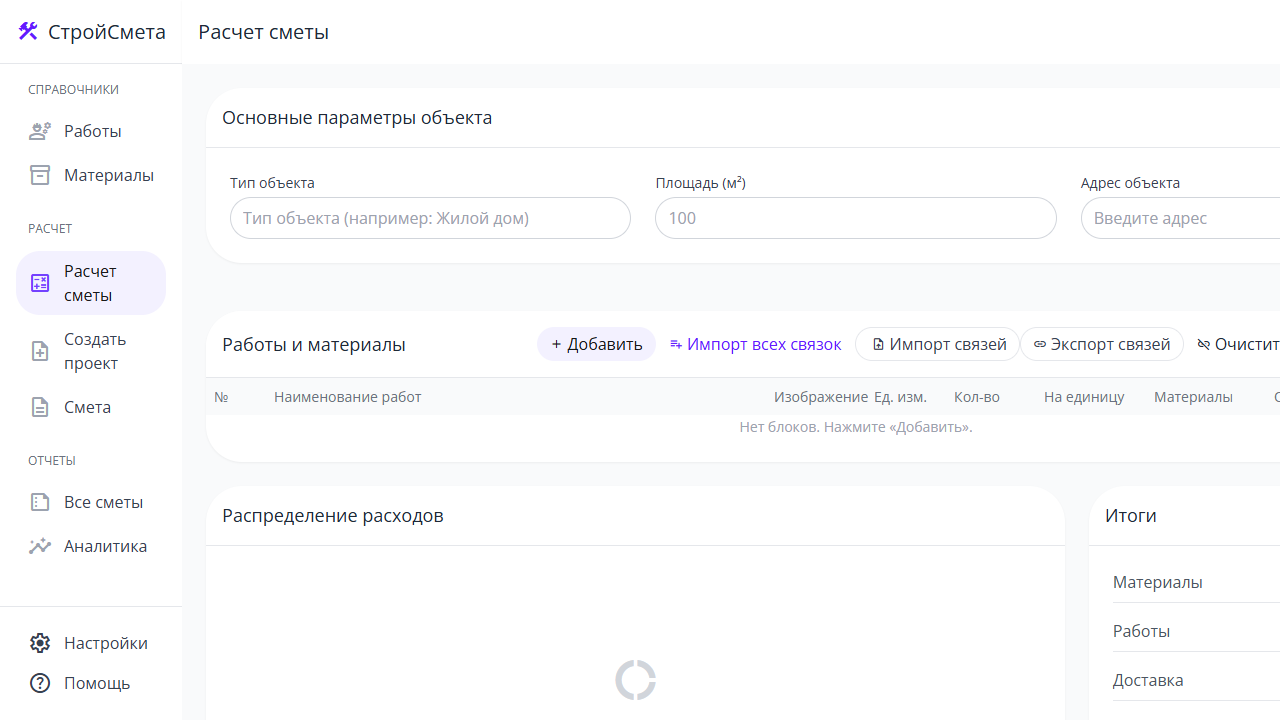 СтройСмета
Расчет сметы
СПРАВОЧНИКИ
Работы
Материалы
РАСЧЕТ
Расчет
сметы
Создать
проект
Смета
ОТЧЕТЫ
Все сметы
Аналитика
Настройки
Помощь
Основные параметры объекта
Тип объекта
Площадь (м²)
Адрес объекта
Тип объекта (например: Жилой дом)
100
Введите адрес
Работы и материалы
Добавить
Импорт всех связок
Импорт связей
Экспорт связей
Очистит
№ Наименование работ Изображение Ед. изм. Кол-во На единицу Материалы
Нет блоков. Нажмите «Добавить».
Распределение расходов
Итоги
Материалы
Работы
Доставка